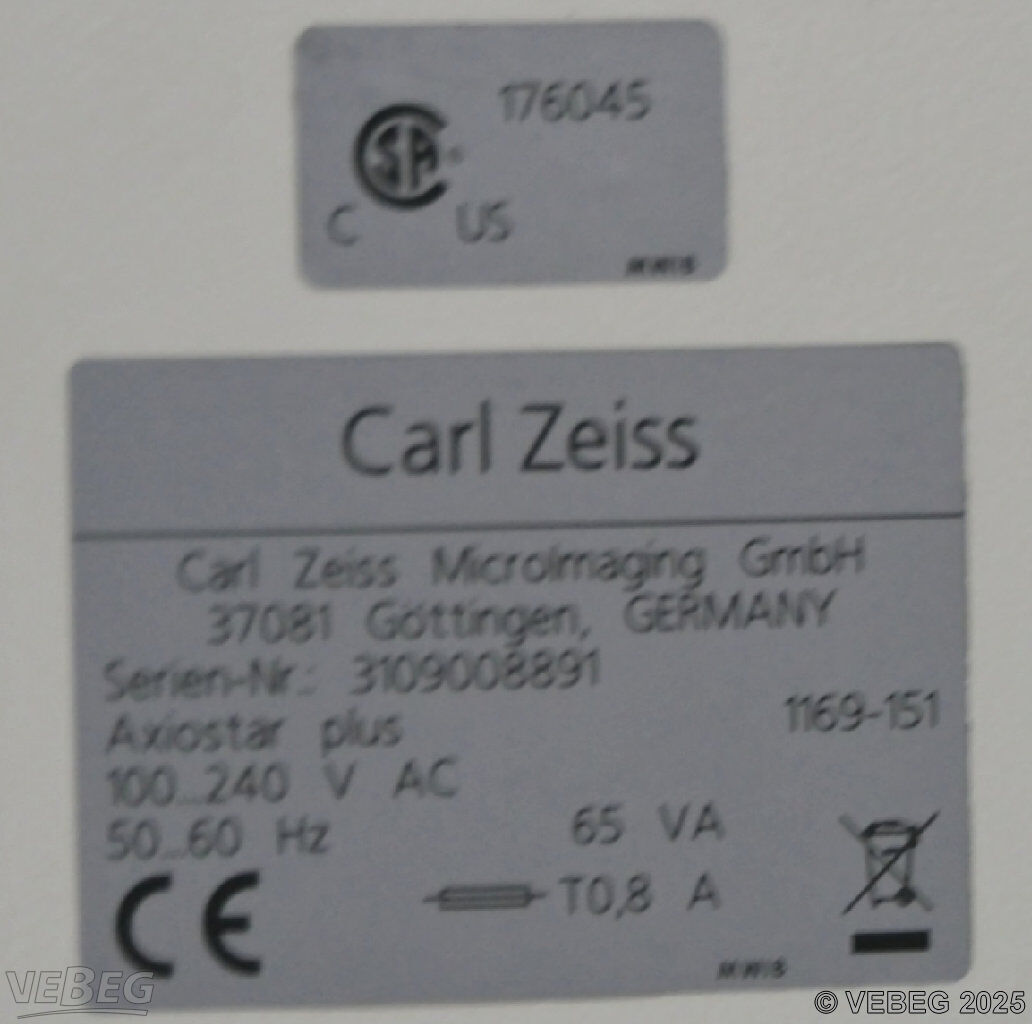 176045
CSA
C US
Carl Zeiss
Carl Zeiss MicroImaging GmbH
37081 Göttingen, GERMANY
Serien-Nr.: 3109008891
Axiostar plus 1169-151
100...240 V AC
50...60 Hz 65 VA
CE T0,8 A
VEBEG © VEBEG 2025